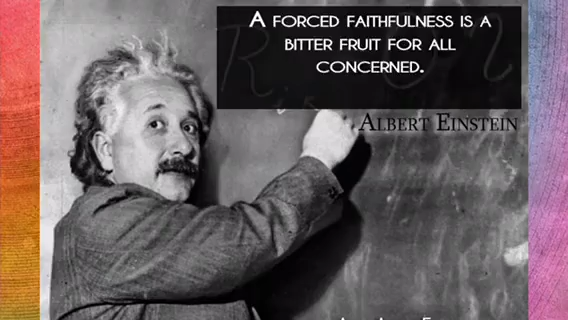 A FORCED FAITHFULNESS IS A
BITTER FRUIT FOR ALL
CONCERNED.
ALBERT EINSTEIN